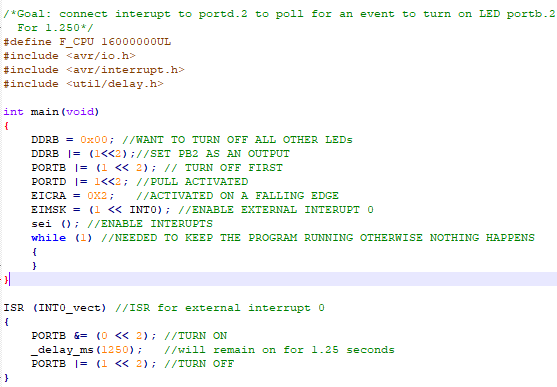 /*Goal: connect interupt to portd.2 to poll for an event to turn on LED portb.2
For 1.250*/
#define F_CPU 16000000UL
#include <avr/io.h>
#include <avr/interrupt.h>
#include <util/delay.h>
int main(void)
{
DDRB = 0x00; //WANT TO TURN OFF ALL OTHER LEDs
DDRB |= (1<<2);//SET PB2 AS AN OUTPUT
PORTB |= (1 << 2); // TURN OFF FIRST
PORTD |= 1<<2; //PULL ACTIVATED
EICRA = 0X2; //ACTIVATED ON A FALLING EDGE
EIMSK = (1 << INT0); //ENABLE EXTERNAL INTERUPT 0
sei (); //ENABLE INTERUPTS
while (1) //NEEDED TO KEEP THE PROGRAM RUNNING OTHERWISE NOTHING HAPPENS
{
}
}
ISR (INT0_vect) //ISR for external interrupt 0
{
PORTB &= (0 << 2); //TURN ON
_delay_ms(1250); //will remain on for 1.25 seconds
PORTB |= (1 << 2); //TURN OFF
}